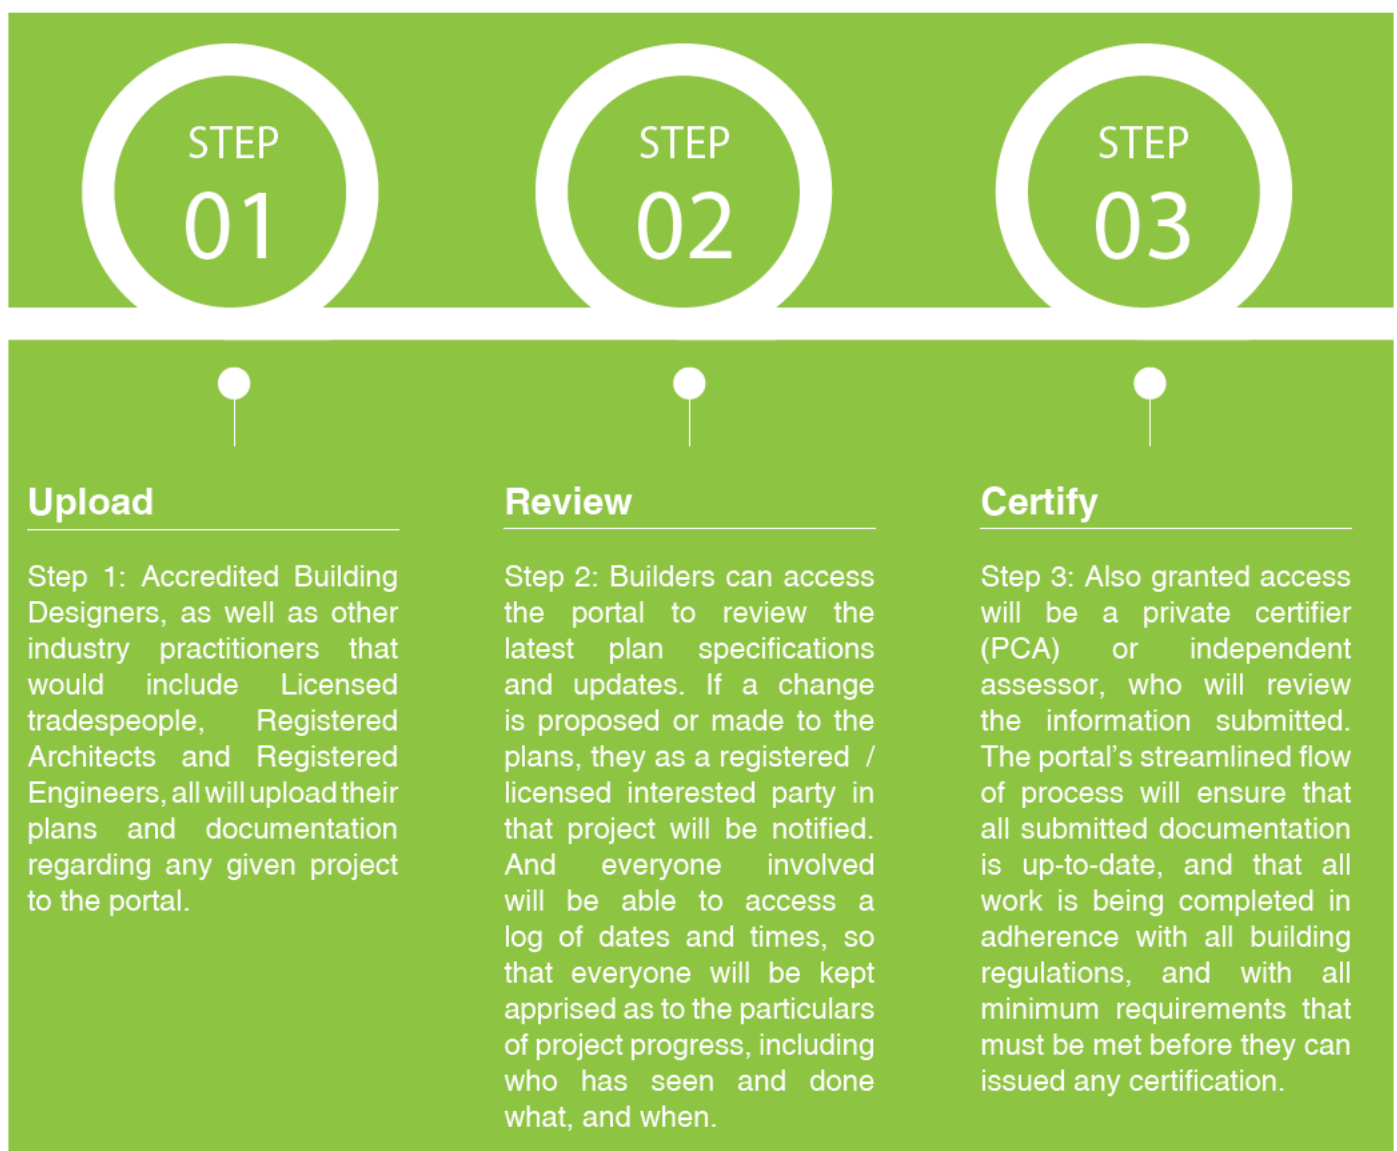 STEP
01
STEP
02
STEP
03
Upload
Step 1: Accredited Building
Designers, as well as other
industry practitioners that
would include Licensed
tradespeople, Registered
Architects and Registered
Engineers, all will upload their
plans and documentation
regarding any given project
to the portal.
Review
Step 2: Builders can access
the portal to review the
latest plan specifications
and updates. If a change
is proposed or made to the
plans, they as a registered /
licensed interested party in
that project will be notified.
And everyone involved
will be able to access a
log of dates and times, so
that everyone will be kept
apprised as to the particulars
of project progress, including
who has seen and done
what, and when.
Certify
Step 3: Also granted access
will be a private certifier
(PCA) or independent
assessor, who will review
the information submitted.
The portal’s streamlined flow
of process will ensure that
all submitted documentation
is up-to-date, and that all
work is being completed in
adherence with all building
regulations, and with all
minimum requirements that
must be met before they can
issued any certification.